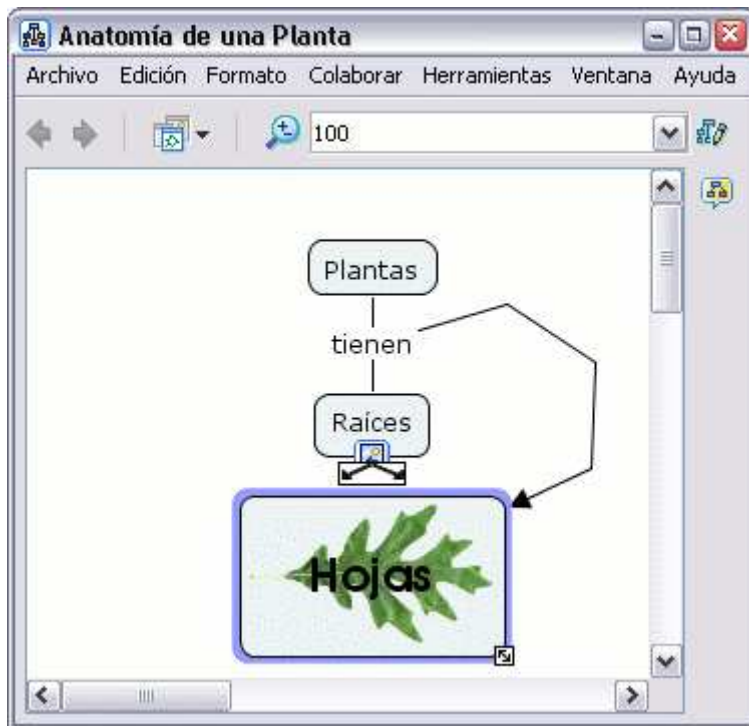 Anatomía de una Planta
Archivo Edición Formato Colaborar Herramientas Ventana Ayuda
100
Plantas
tienen
Raíces
Hojas